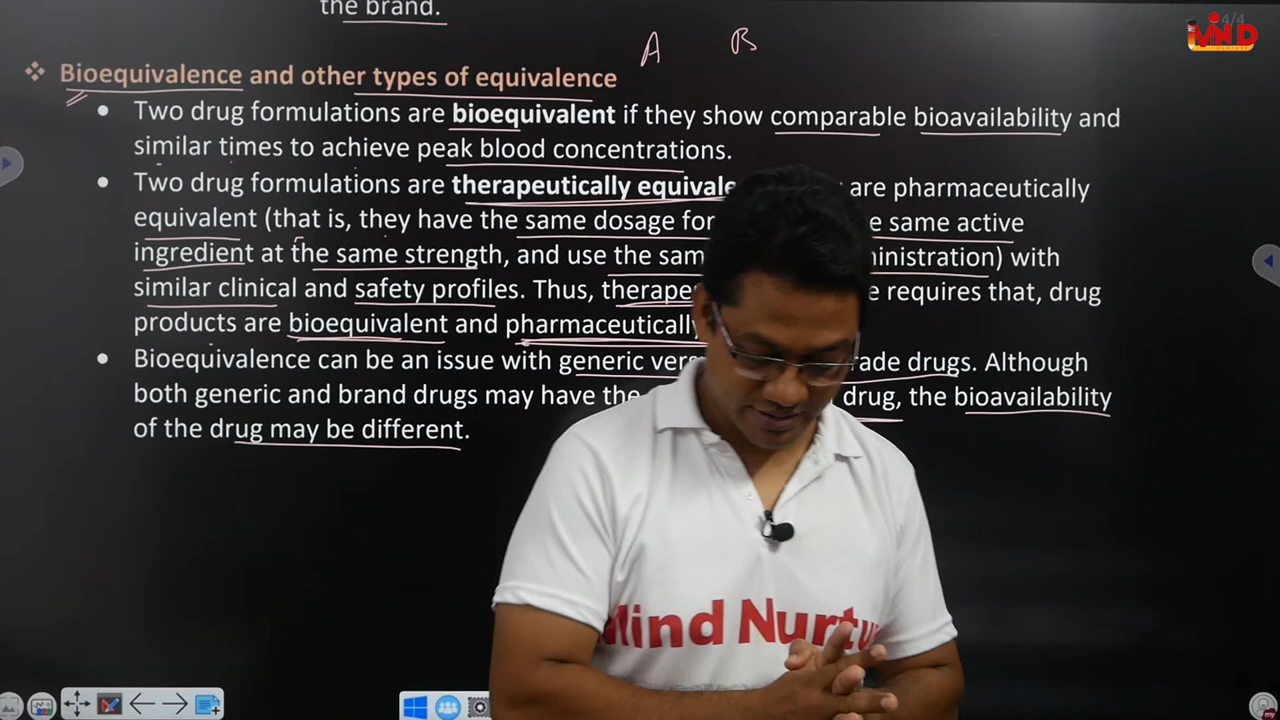 the brand.
4/4
MIND
A B
❖ Bioequivalence and other types of equivalence
• Two drug formulations are bioequivalent if they show comparable bioavailability and
similar times to achieve peak blood concentrations.
• Two drug formulations are therapeutically equivale are pharmaceutically
equivalent (that is, they have the same dosage for e same active
ingredient at the same strength, and use the sam ninistration) with
similar clinical and safety profiles. Thus, therape e requires that, drug
products are bioequivalent and pharmaceutically
• Bioequivalence can be an issue with generic vers rade drugs. Although
both generic and brand drugs may have the drug, the bioavailability
of the drug may be different.
Mind Nurtu